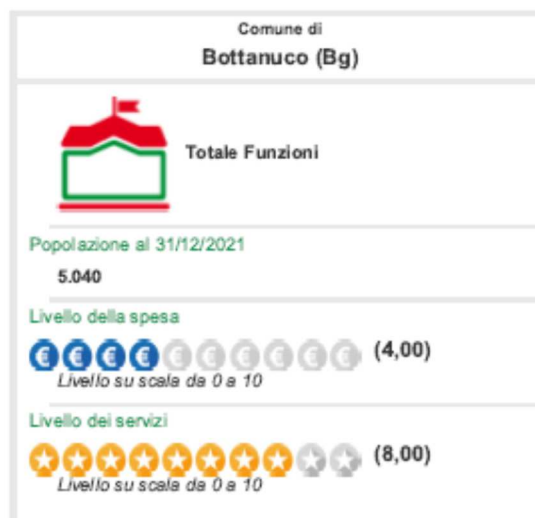 Comune di
Bottanuco (Bg)
Totale Funzioni
Popolazione al 31/12/2021
5.040
Livello della spesa
(4,00)
Livello su scala da 0 a 10
Livello dei servizi
(8,00)
Livello su scala da 0 a 10